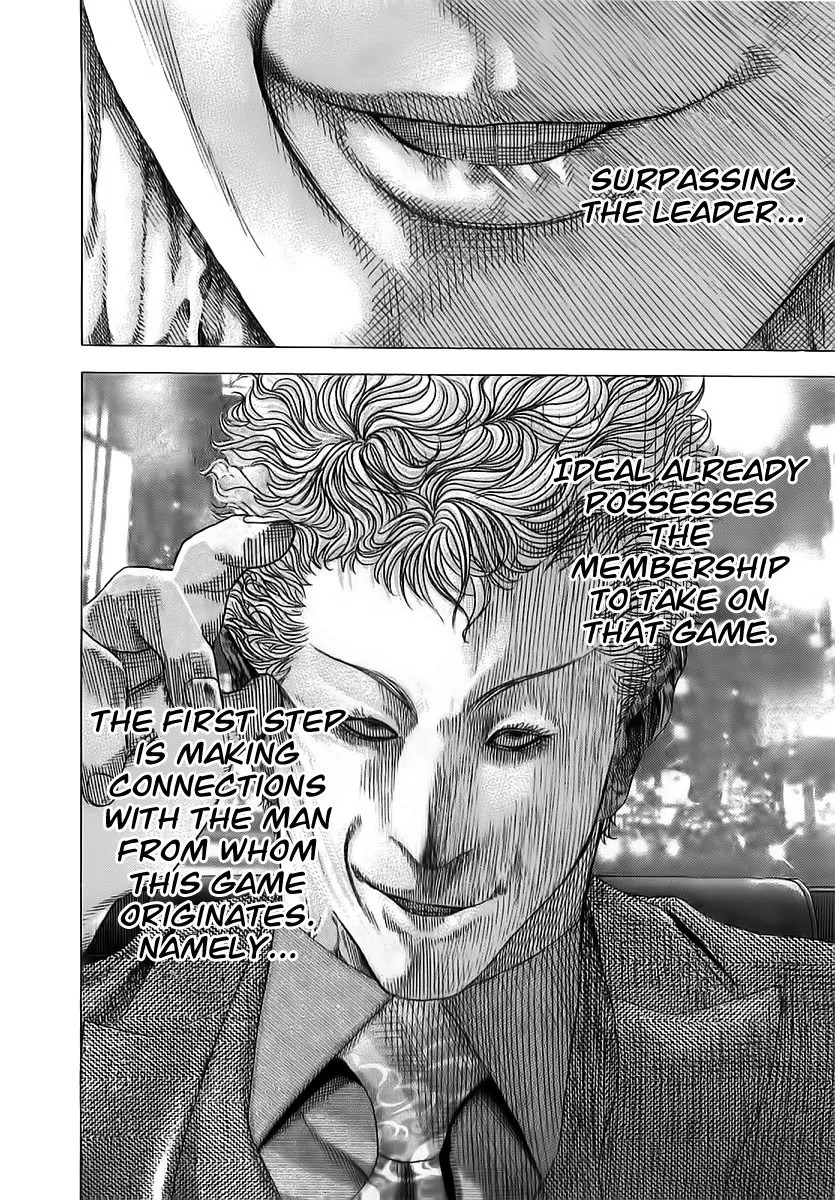 SURPASSING
THE LEADER...
IDEAL ALREADY
POSSESSES
THE
MEMBERSHIP
TO TAKE ON
THAT GAME.
THE FIRST STEP
IS MAKING
CONNECTIONS
WITH THE MAN
FROM WHOM
THIS GAME
ORIGINATES.
NAMELY...